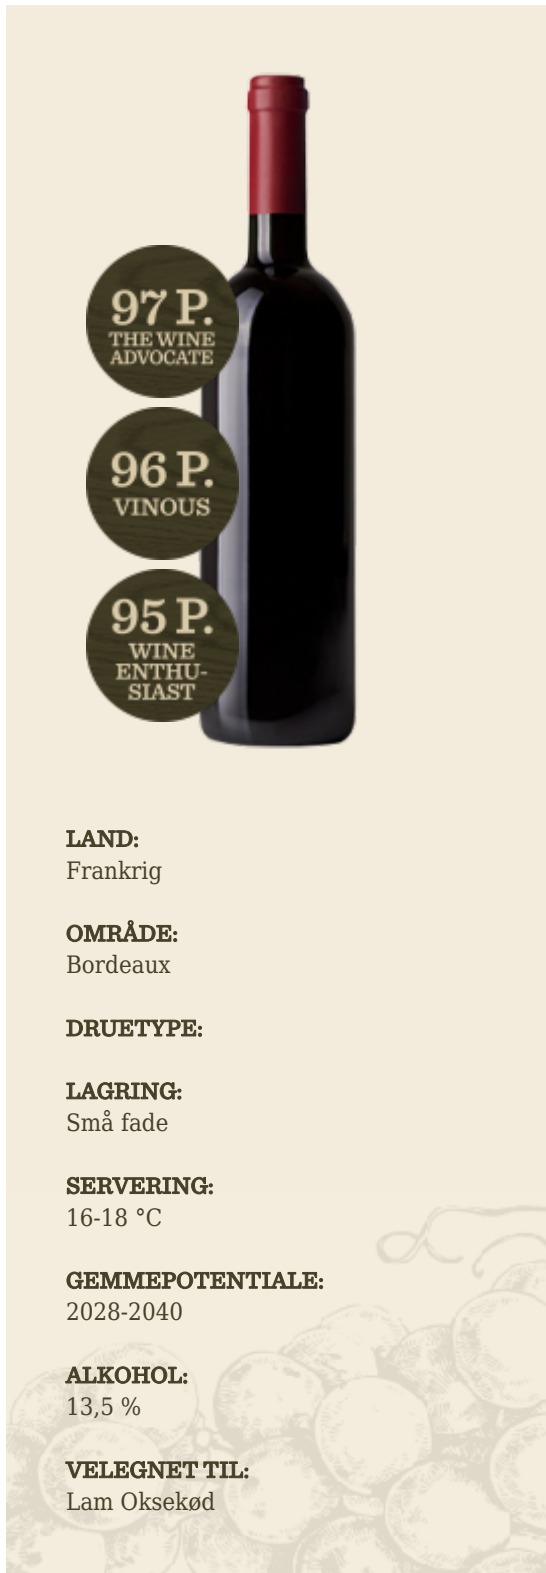 97 P.
THE WINE
ADVOCATE
96 P.
VINOUS
95 P.
WINE
ENTHU-
SIAST
LAND:
Frankrig
OMRÅDE:
Bordeaux
DRUETYPE:
LAGRING:
Små fade
SERVERING:
16-18 °C
GEMMEPOTENTIALE:
2028-2040
ALKOHOL:
13,5 %
VELEGNET TIL:
Lam Oksekød